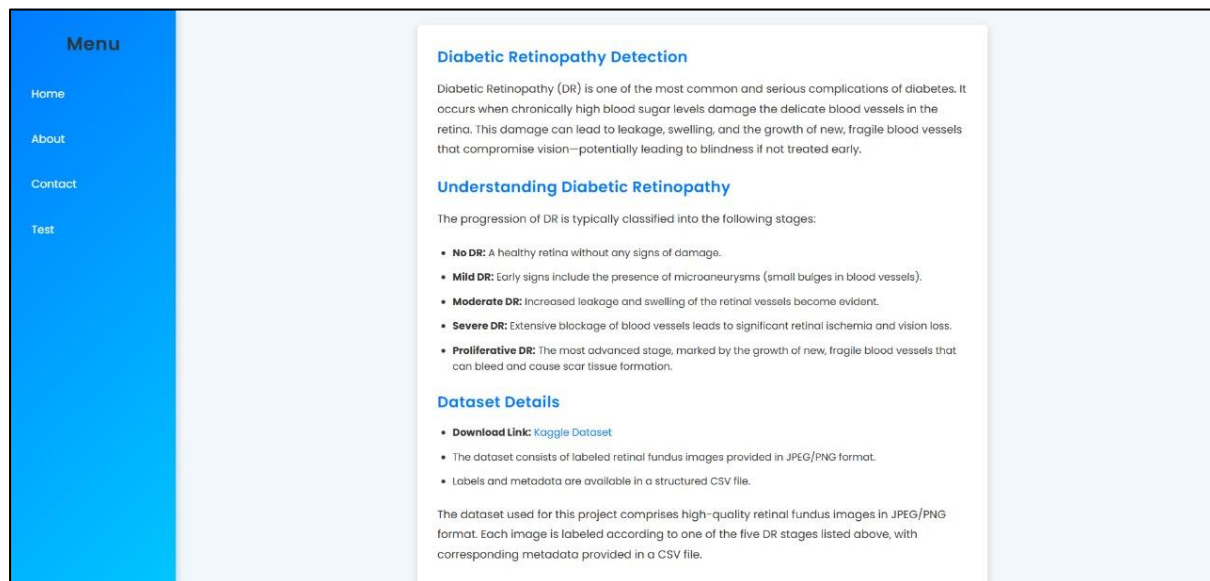 Menu
Home
About
Contact
Test
Diabetic Retinopathy Detection
Diabetic Retinopathy (DR) is one of the most common and serious complications of diabetes. It
occurs when chronically high blood sugar levels damage the delicate blood vessels in the
retina. This damage can lead to leakage, swelling, and the growth of new, fragile blood vessels
that compromise vision—potentially leading to blindness if not treated early.
Understanding Diabetic Retinopathy
The progression of DR is typically classified into the following stages:
• No DR: A healthy retina without any signs of damage.
• Mild DR: Early signs include the presence of microaneurysms (small bulges in blood vessels).
• Moderate DR: Increased leakage and swelling of the retinal vessels become evident.
• Severe DR: Extensive blockage of blood vessels leads to significant retinal ischemia and vision loss.
• Proliferative DR: The most advanced stage, marked by the growth of new, fragile blood vessels that
can bleed and cause scar tissue formation.
Dataset Details
• Download Link: Kaggle Dataset
• The dataset consists of labeled retinal fundus images provided in JPEG/PNG format.
• Labels and metadata are available in a structured CSV file.
The dataset used for this project comprises high-quality retinal fundus images in JPEG/PNG
format. Each image is labeled according to one of the five DR stages listed above, with
corresponding metadata provided in a CSV file.